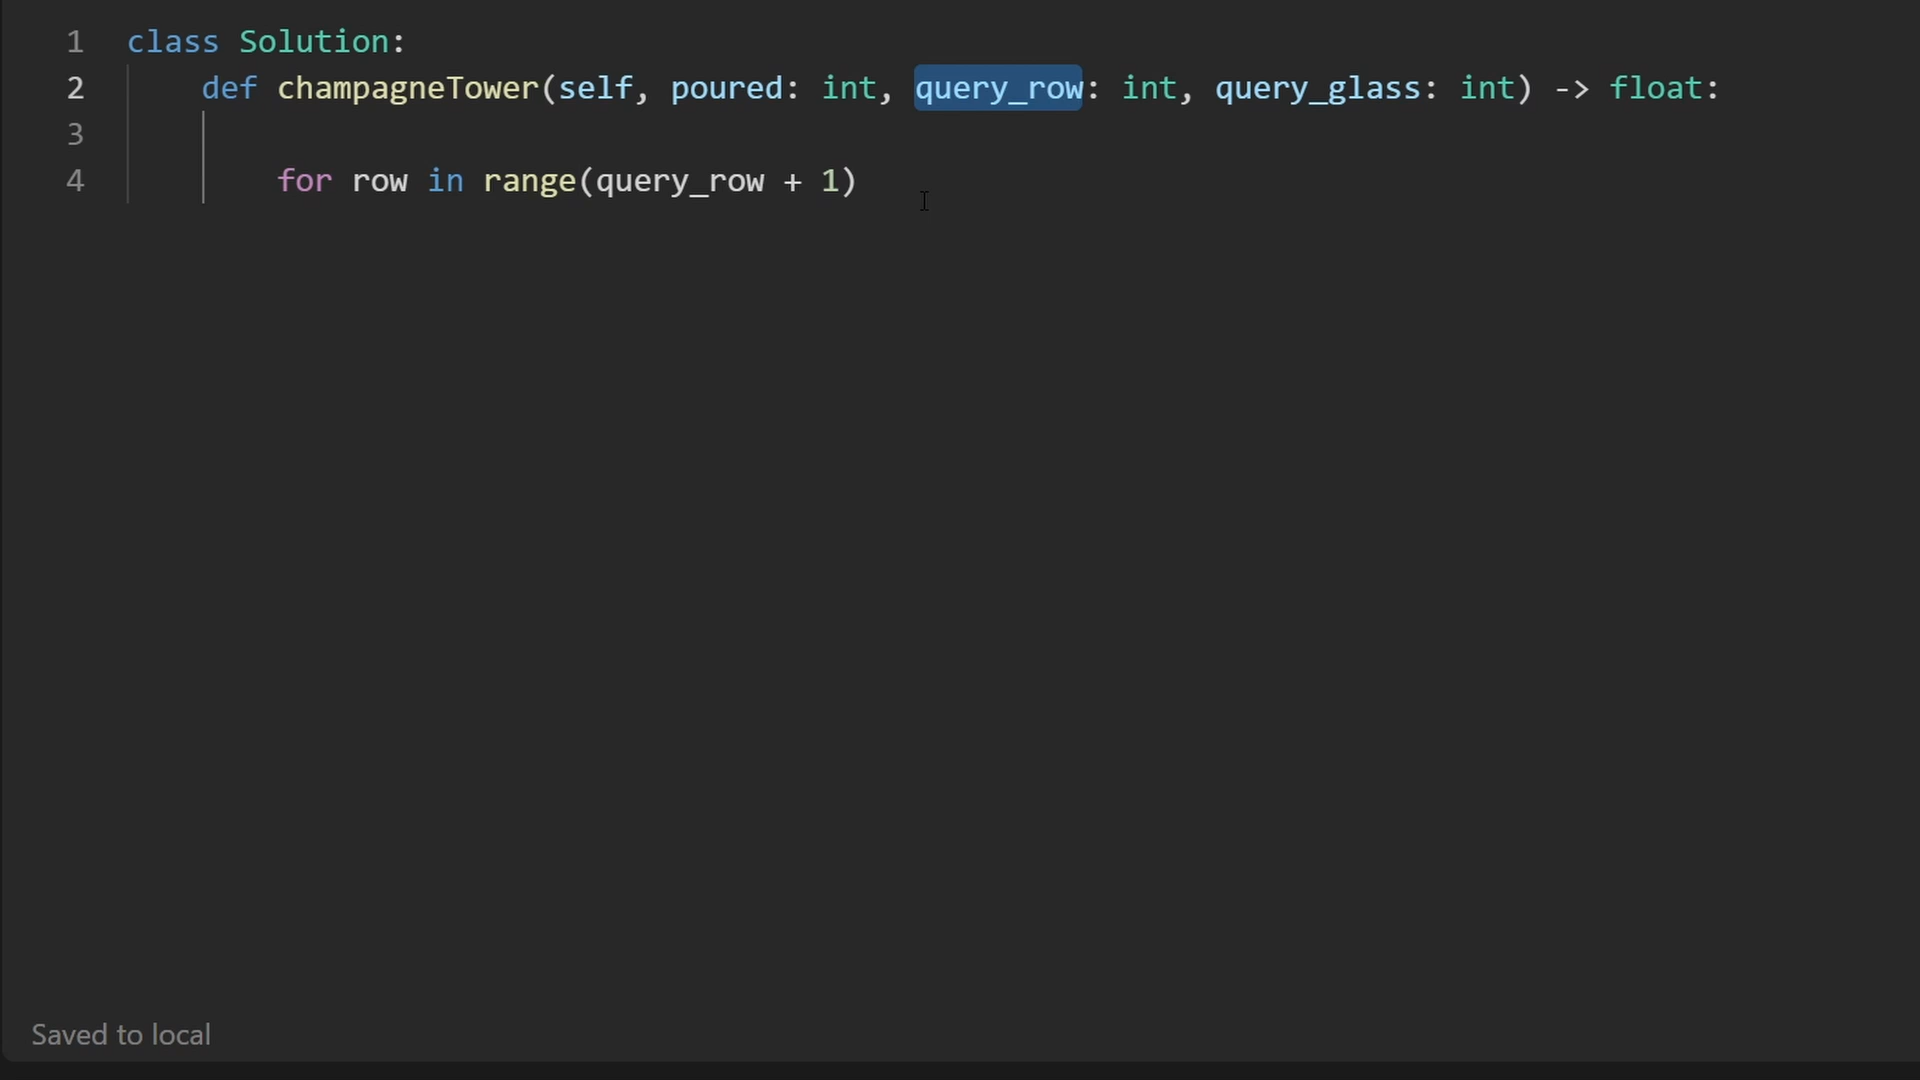 1 class Solution:
2 def champagneTower(self, poured: int, query_row: int, query_glass: int) -> float:
3
4 for row in range(query_row + 1)
Saved to local